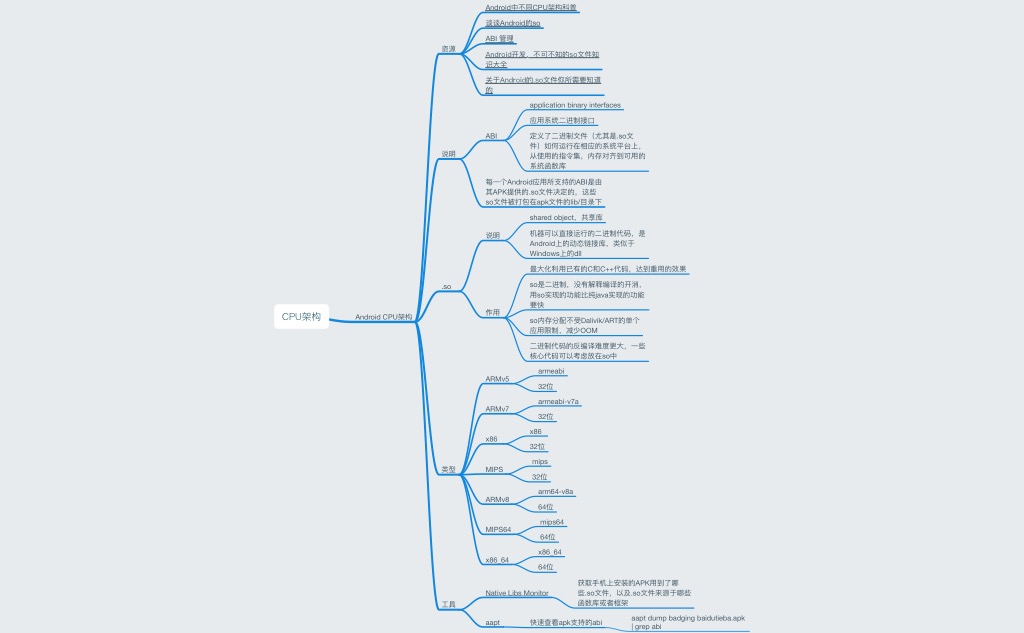 CPU架构
Android CPU架构
资源
Android中不同CPU架构科普
谈谈Android的so
ABI 管理
Android开发，不可不知的so文件知
识大全
关于Android的.so文件你所需要知道
的
说明
ABI
application binary interfaces
应用系统二进制接口
定义了二进制文件（尤其是.so文
件）如何运行在相应的系统平台上，
从使用的指令集，内存对齐到可用的
系统函数库
每一个Android应用所支持的ABI是由
其APK提供的.so文件决定的，这些
so文件被打包在apk文件的lib/目录下
.so
说明
shared object，共享库
机器可以直接运行的二进制代码，是
Android上的动态链接库，类似于
Windows上的dll
作用
最大化利用已有的C和C++代码，达到重用的效果
so是二进制，没有解释编译的开消，
用so实现的功能比纯java实现的功能
要快
so内存分配不受Dalivik/ART的单个
应用限制，减少OOM
二进制代码的反编译难度更大，一些
核心代码可以考虑放在so中
类型
ARMv5
armeabi
32位
ARMv7
armeabi-v7a
32位
x86
x86
32位
MIPS
mips
32位
ARMv8
arm64-v8a
64位
MIPS64
mips64
64位
x86_64
x86_64
64位
工具
Native Libs Monitor
获取手机上安装的APK用到了哪
些.so文件，以及.so文件来源于哪些
函数库或者框架
aapt
快速查看apk支持的abi
aapt dump badging baidutieba.apk
| grep abi